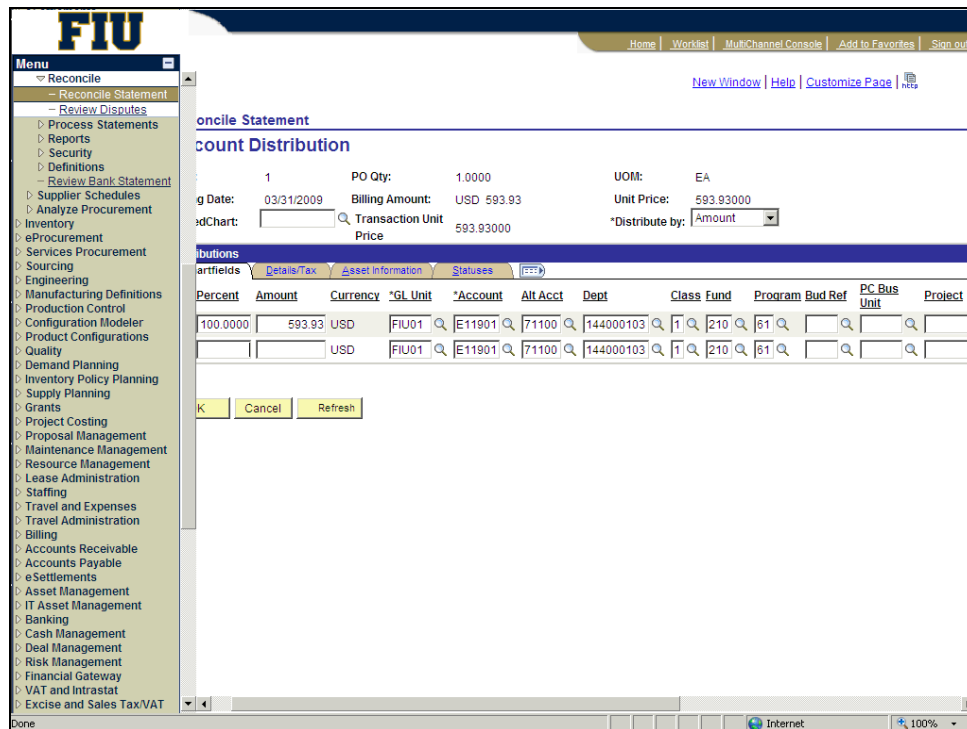 FIU
Home | Worklist | MultiChannel Console | Add to Favorites | Sign out
Menu
Reconcile
– Reconcile Statement
– Review Disputes
Process Statements
Reports
Security
Definitions
– Review Bank Statement
Supplier Schedules
Analyze Procurement
Inventory
eProcurement
Services Procurement
Sourcing
Engineering
Manufacturing Definitions
Production Control
Configuration Modeler
Product Configurations
Quality
Demand Planning
Inventory Policy Planning
Supply Planning
Grants
Project Costing
Proposal Management
Maintenance Management
Resource Management
Lease Administration
Staffing
Travel and Expenses
Travel Administration
Billing
Accounts Receivable
Accounts Payable
eSettlements
Asset Management
IT Asset Management
Banking
Cash Management
Deal Management
Risk Management
Financial Gateway
VAT and Intrastat
Excise and Sales Tax/VAT
New Window | Help | Customize Page | http
oncile Statement
count Distribution
: 1 PO Qty: 1.0000 UOM: EA
g Date: 03/31/2009 Billing Amount: USD 593.93 Unit Price: 593.93000
edChart: Transaction Unit Price 593.93000 *Distribute by: Amount
ibutions
artfields Details/Tax Asset Information Statuses
Percent Amount Currency *GL Unit *Account Alt Acct Dept Class Fund Program Bud Ref PC Bus Unit Project
100.0000 593.93 USD FIU01 E11901 71100 144000103 1 210 61
USD FIU01 E11901 71100 144000103 1 210 61
K Cancel Refresh
Done Internet 100%